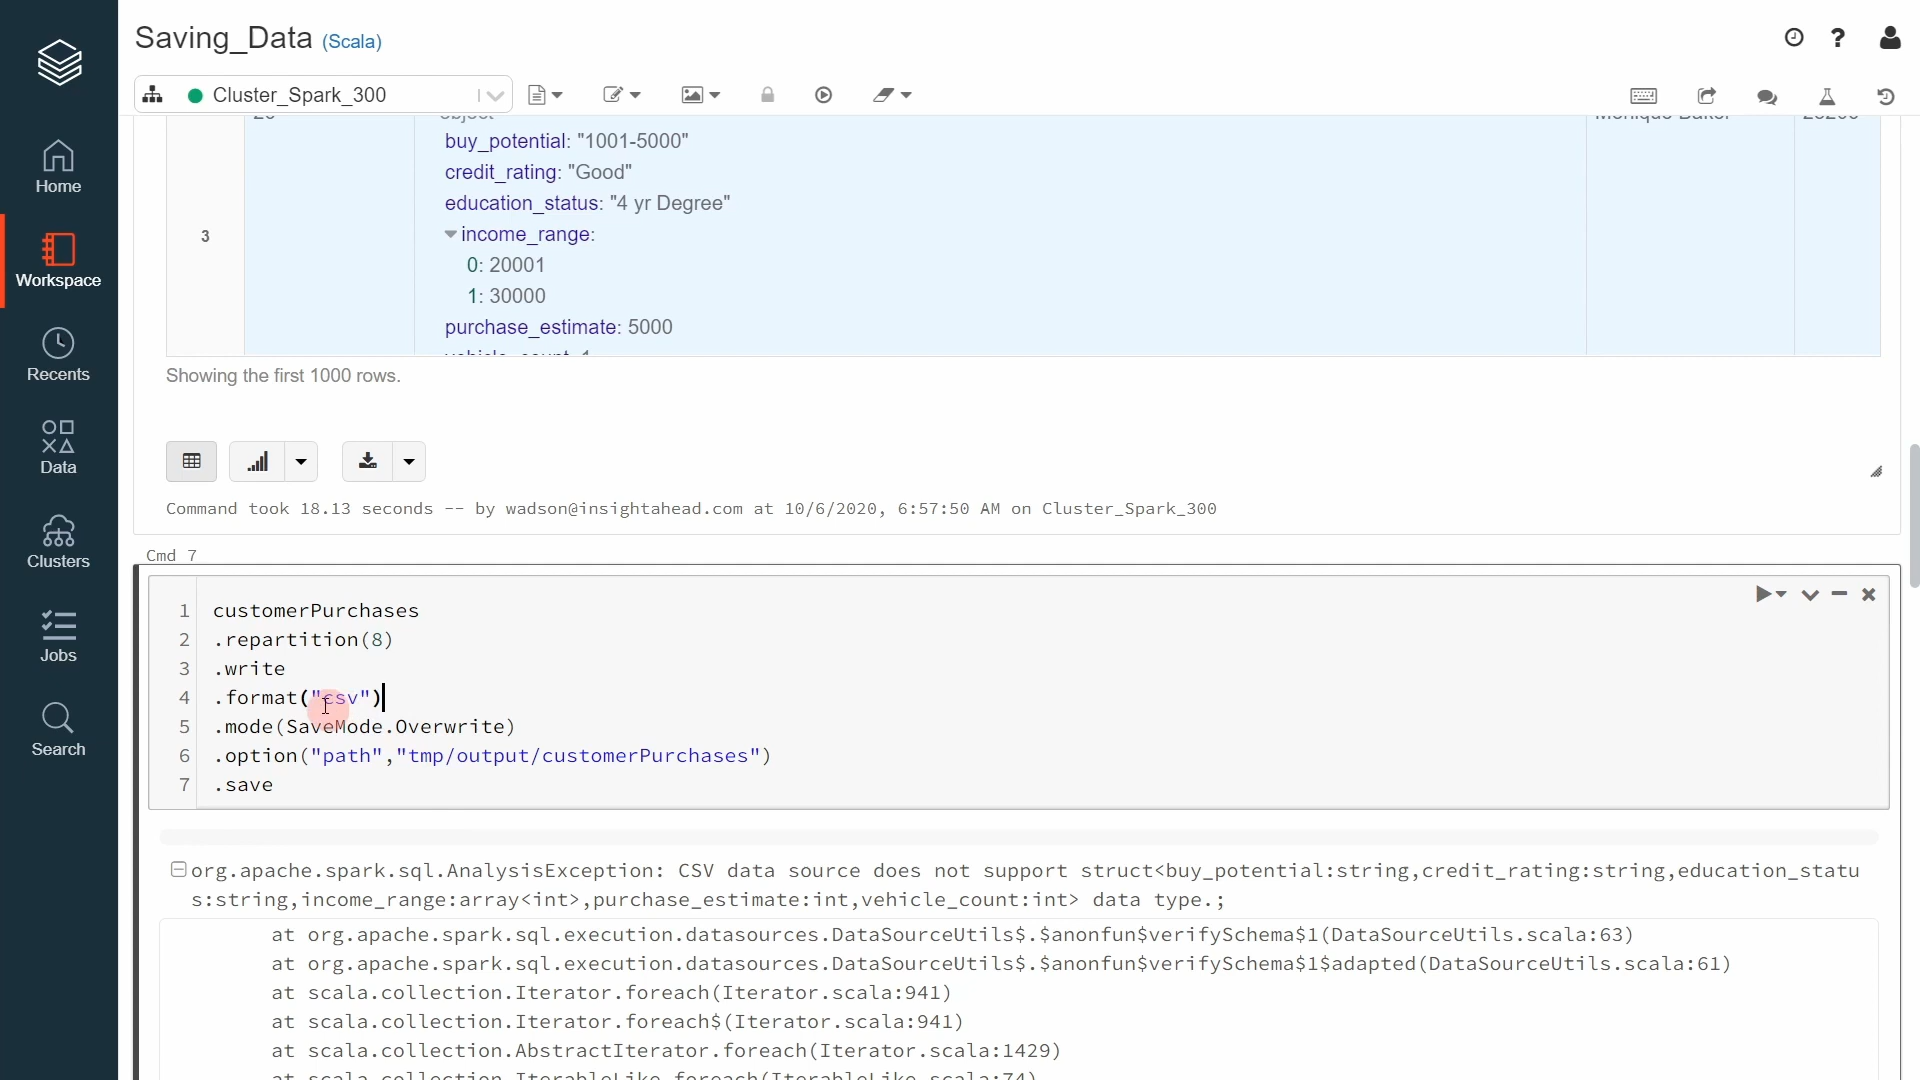 Saving_Data (Scala)
Cluster_Spark_300
Home
Workspace
Recents
Data
Clusters
Jobs
Search
buy_potential: "1001-5000"
credit_rating: "Good"
education_status: "4 yr Degree"
income_range:
3
0: 20001
1: 30000
purchase_estimate: 5000
Showing the first 1000 rows.
Command took 18.13 seconds -- by wadson@insightahead.com at 10/6/2020, 6:57:50 AM on Cluster_Spark_300
Cmd 7
1 customerPurchases
2 .repartition(8)
3 .write
4 .format("csv")
5 .mode(SaveMode.Overwrite)
6 .option("path","tmp/output/customerPurchases")
7 .save
org.apache.spark.sql.AnalysisException: CSV data source does not support struct<buy_potential:string,credit_rating:string,education_statu
s:string,income_range:array<int>,purchase_estimate:int,vehicle_count:int> data type.;
at org.apache.spark.sql.execution.datasources.DataSourceUtils$.$anonfun$verifySchema$1(DataSourceUtils.scala:63)
at org.apache.spark.sql.execution.datasources.DataSourceUtils$.$anonfun$verifySchema$1$adapted(DataSourceUtils.scala:61)
at scala.collection.Iterator.foreach(Iterator.scala:941)
at scala.collection.Iterator.foreach$(Iterator.scala:941)
at scala.collection.AbstractIterator.foreach(Iterator.scala:1429)
at scala.collection.IterableLike.foreach(IterableLike.scala:74)